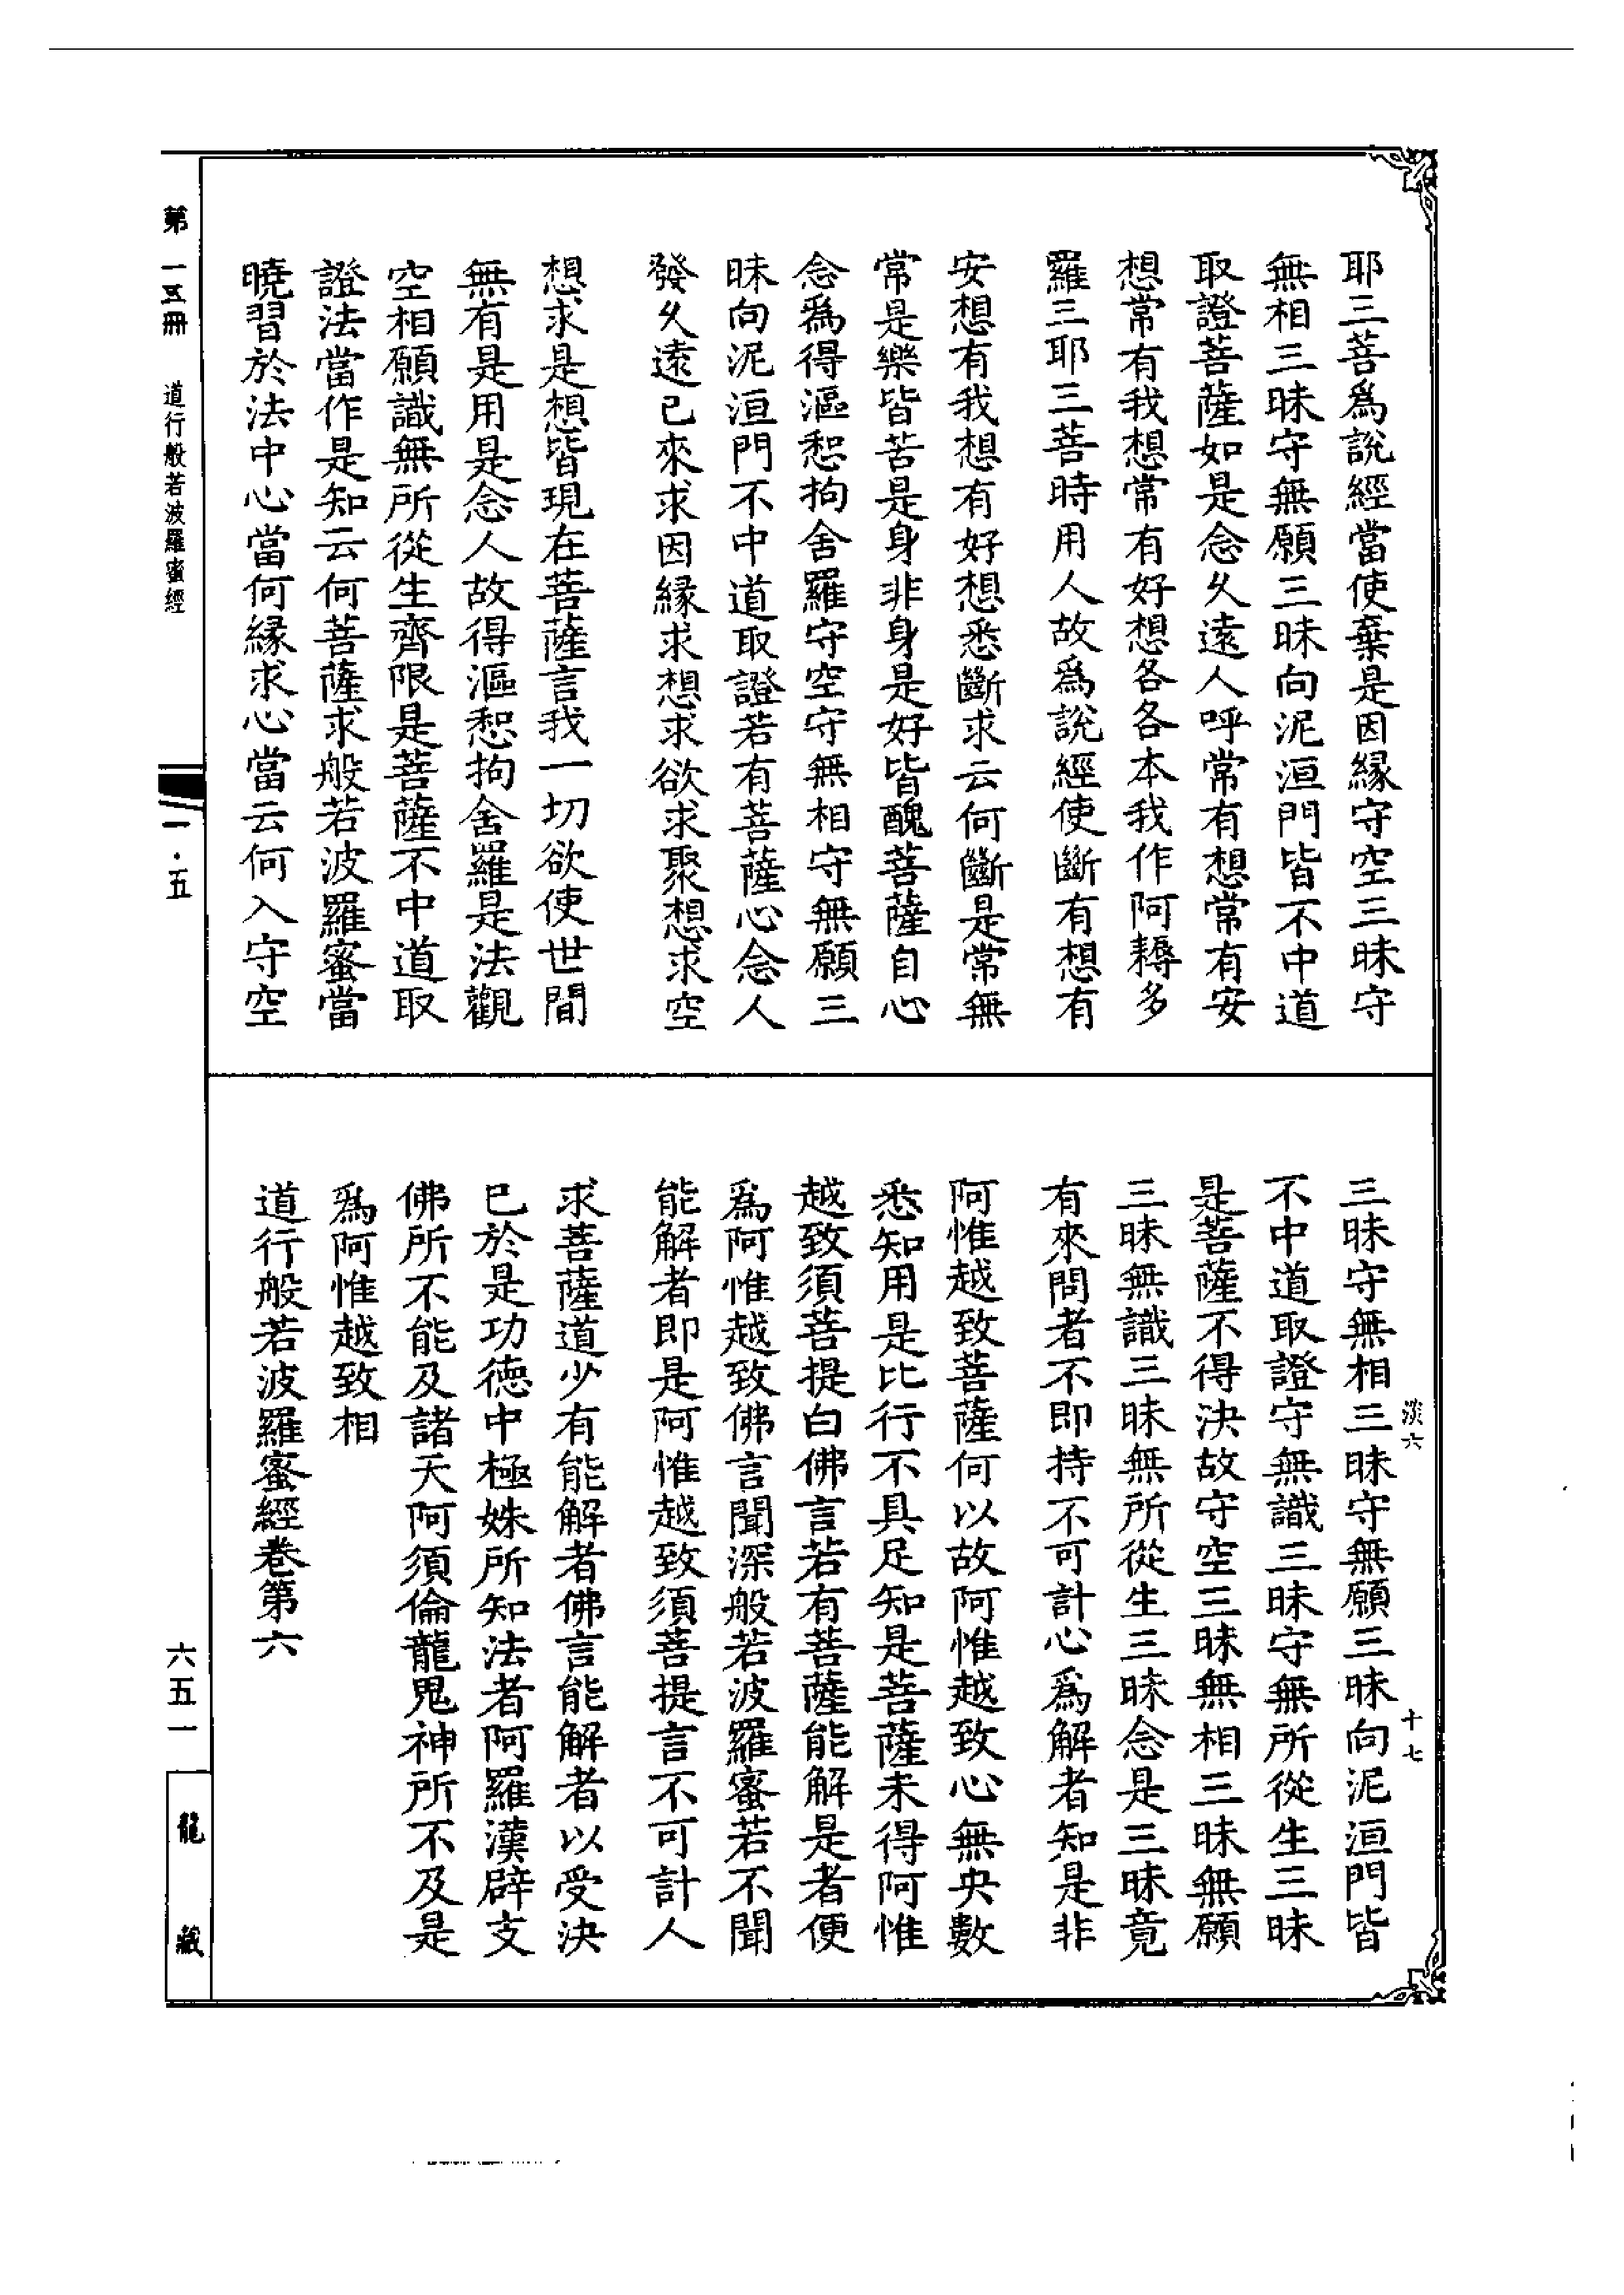 耶三菩爲說經當使棄是因緣守空三昧守
無相三昧守無願三昧向泥洹門皆不中道
取證菩薩如是念久遠人呼常有想常有安
想常有我想常有好想各各本我作阿耨多
羅三耶三菩時用人故爲說經使斷有想有
安想有我想有好想悉斷求云何斷是常無
常是樂皆苦是身非身是好皆醜菩薩自心
念爲得漚惒拘舍羅守空守無相守無願三
昧向泥洹門不中道取證若有菩薩心念人
發久遠已來求因緣求想求欲求聚想求空
想求是想皆現在菩薩言我一切欲使世間
無有是用是念人故得漚惒拘舍羅是法觀
空相願識無所從生齊限是菩薩不中道取
證法當作是知云何菩薩求般若波羅蜜當
曉習於法中心當何緣求心當云何入守空
三昧守無相三昧守無願三昧向泥洹門皆
不中道取證守無識三昧守無所從生三昧
是菩薩不得決故守空三昧無相三昧無願
三昧無識三昧無所從生三昧念是三昧竟
有來問者不即持不可計心爲解者知是非
阿惟越致菩薩何以故阿惟越致心無央數
悉知用是比行不具足知是菩薩未得阿惟
越致須菩提白佛言若有菩薩能解是者便
爲阿惟越致佛言聞深般若波羅蜜若不聞
能解者即是阿惟越致須菩提言不可計人
求菩薩道少有能解者佛言能解者以受決
已於是功德中極姝所知法者阿羅漢辟支
佛所不能及諸天阿須倫龍鬼神所不及是
爲阿惟越致相
道行般若波羅蜜經卷第六
淡六 十七
第一五冊 道行般若波羅蜜經 一·五 六五一 龍藏